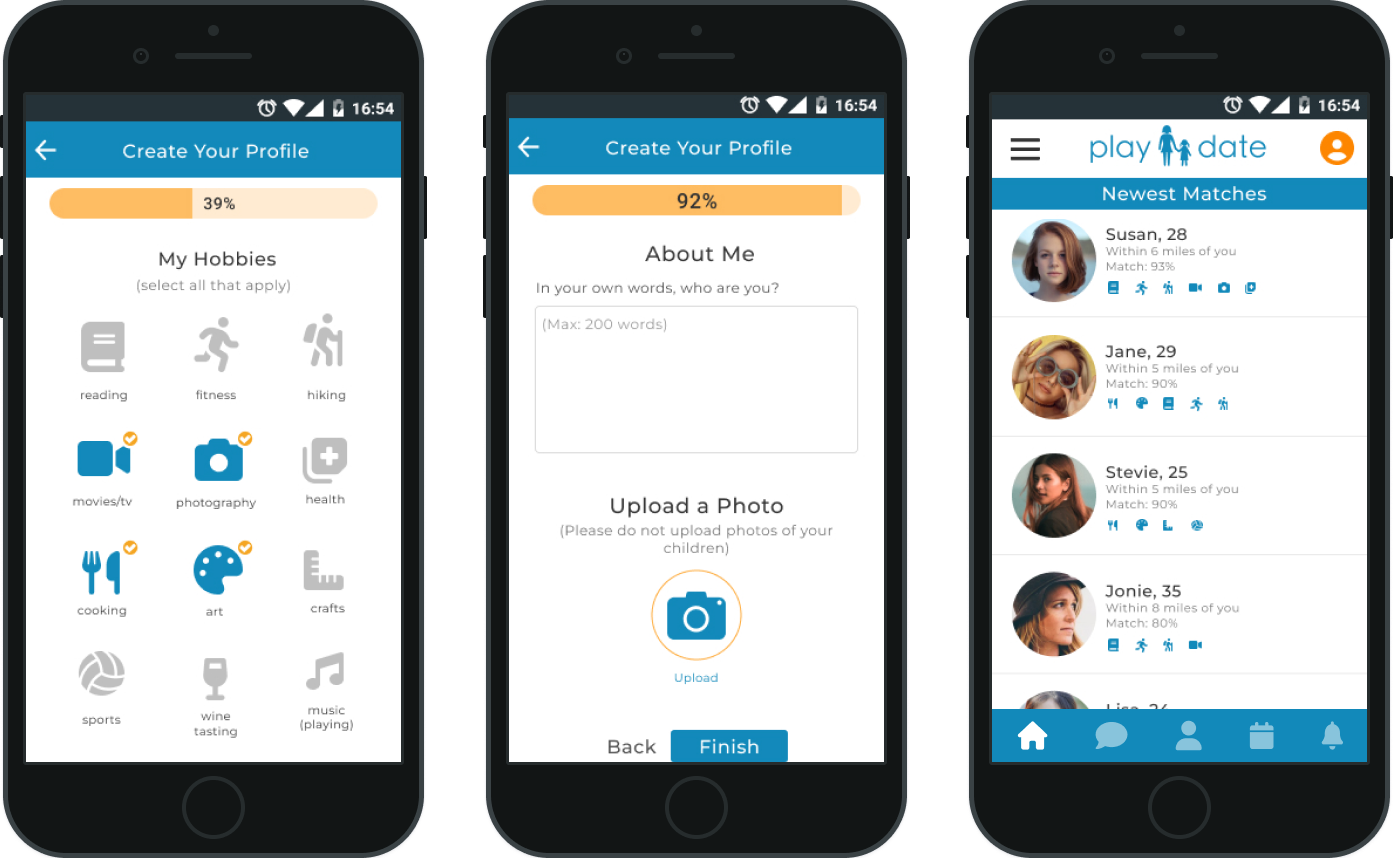 16:54
Create Your Profile
39%
My Hobbies
(select all that apply)
reading fitness hiking
movies/tv photography health
cooking art crafts
sports wine
tasting music
(playing)
16:54
Create Your Profile
92%
About Me
In your own words, who are you?
(Max: 200 words)
Upload a Photo
(Please do not upload photos of your
children)
Upload
Back Finish
16:54
play date
Newest Matches
Susan, 28
Within 6 miles of you
Match: 93%
Jane, 29
Within 5 miles of you
Match: 90%
Stevie, 25
Within 5 miles of you
Match: 90%
Jonie, 35
Within 8 miles of you
Match: 80%